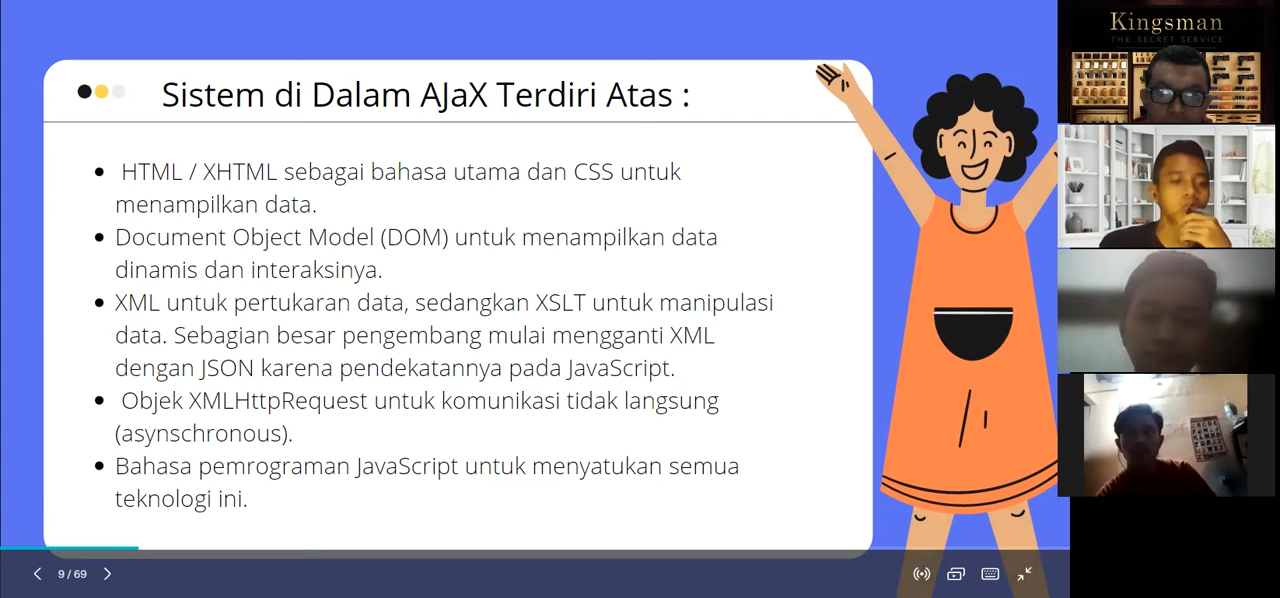 Sistem di Dalam AJaX Terdiri Atas :
HTML / XHTML sebagai bahasa utama dan CSS untuk
menampilkan data.
Document Object Model (DOM) untuk menampilkan data
dinamis dan interaksinya.
XML untuk pertukaran data, sedangkan XSLT untuk manipulasi
data. Sebagian besar pengembang mulai mengganti XML
dengan JSON karena pendekatannya pada JavaScript.
Objek XMLHttpRequest untuk komunikasi tidak langsung
(asynschronous).
Bahasa pemrograman JavaScript untuk menyatukan semua
teknologi ini.
9 / 69
Kingsman
THE SECRET SERVICE